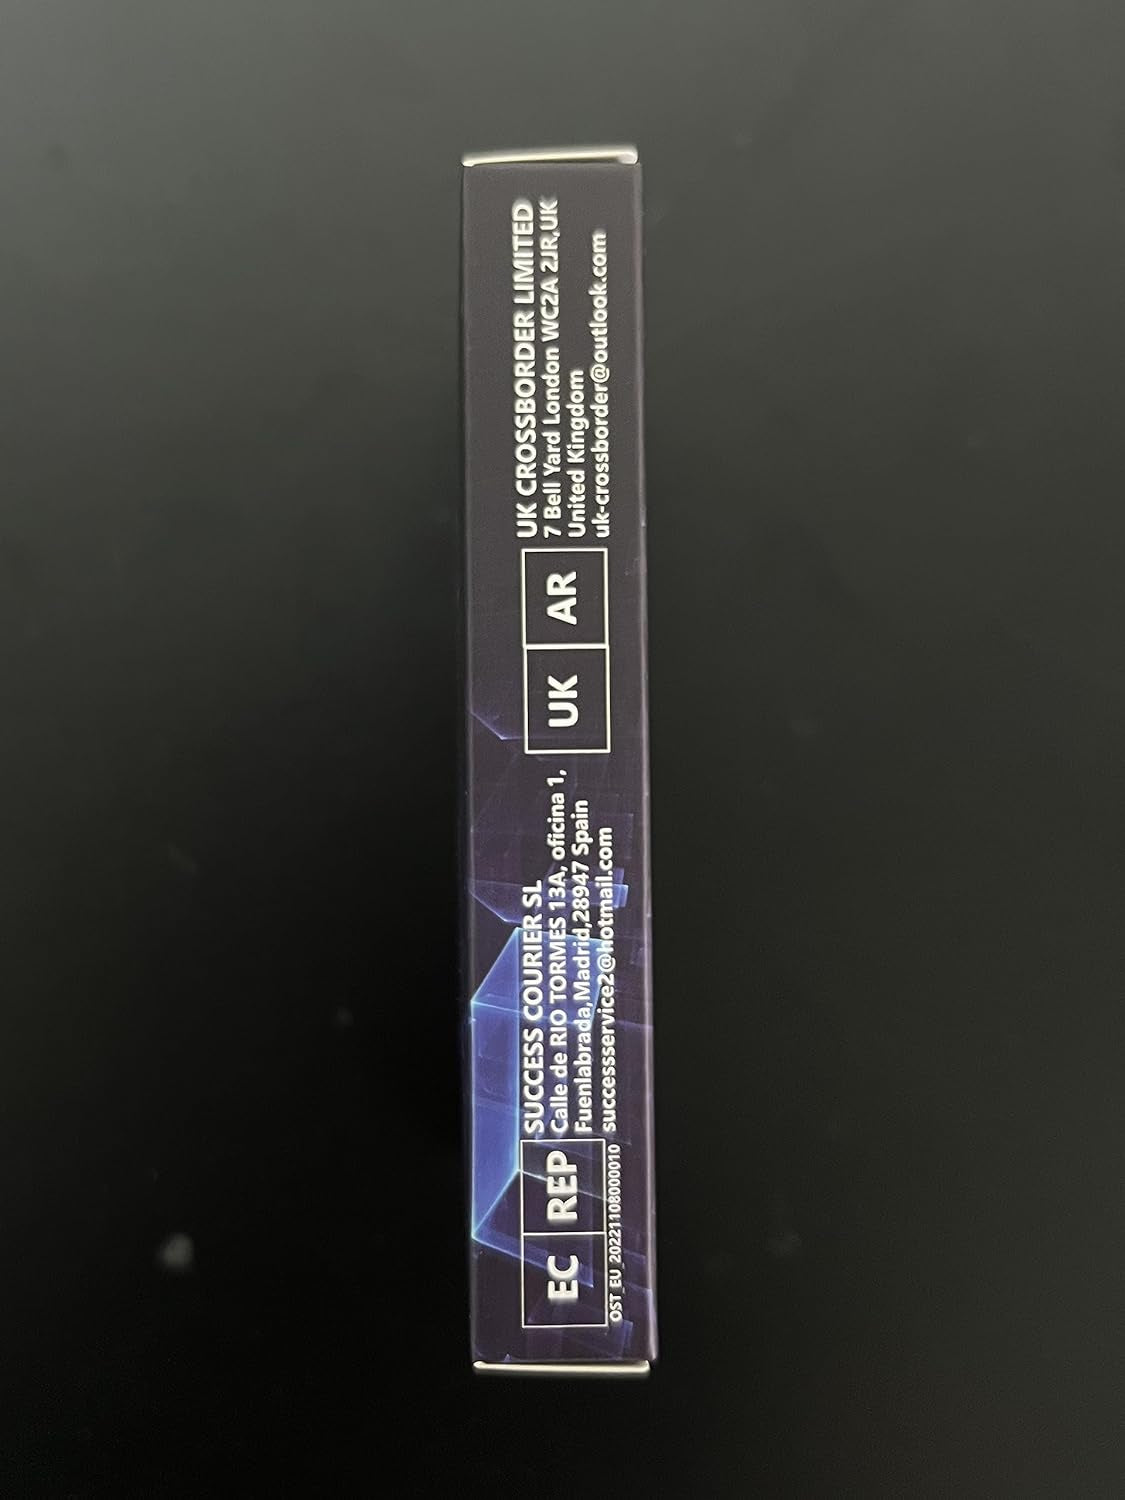 EC REP
SUCCESS COURIER SL
Calle de RIO TORMES 13A, oficina 1,
Fuenlabrada,Madrid,28947 Spain
successservice2@hotmail.com
OST_EU_20221108000010
UK AR
UK CROSSBORDER LIMITED
7 Bell Yard London WC2A 2JR,UK
United Kingdom
uk-crossborder@outlook.com